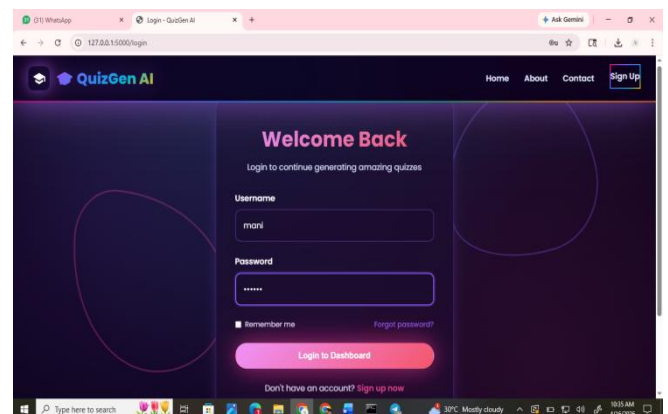 (11) WhatsApp
Login - QuizGen AI
Ask Gemini
127.0.0.1:5000/login
QuizGen AI
Home About Contact Sign Up
Welcome Back
Login to continue generating amazing quizzes
Username
mani
Password
••••••
Remember me Forgot password?
Login to Dashboard
Don't have an account? Sign up now
Type here to search
30°C Mostly cloudy
10:35 AM